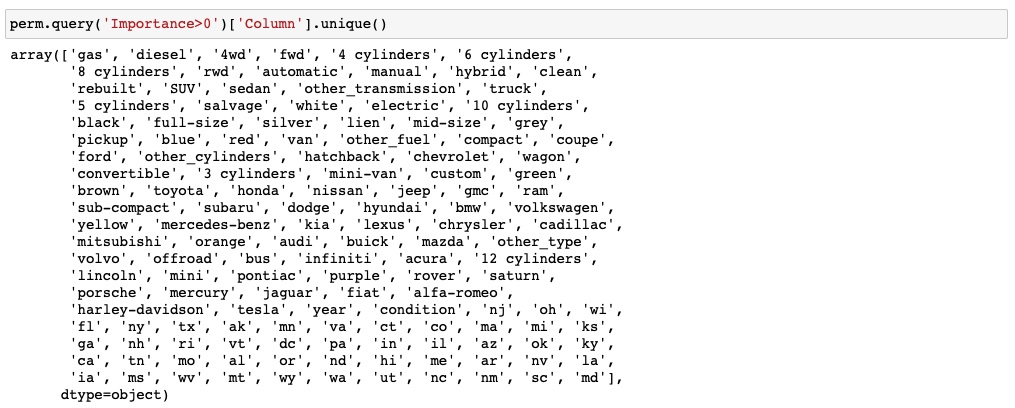 perm.query('Importance>0')['Column'].unique()
array(['gas', 'diesel', '4wd', 'fwd', '4 cylinders', '6 cylinders',
'8 cylinders', 'rwd', 'automatic', 'manual', 'hybrid', 'clean',
'rebuilt', 'SUV', 'sedan', 'other_transmission', 'truck',
'5 cylinders', 'salvage', 'white', 'electric', '10 cylinders',
'black', 'full-size', 'silver', 'lien', 'mid-size', 'grey',
'pickup', 'blue', 'red', 'van', 'other_fuel', 'compact', 'coupe',
'ford', 'other_cylinders', 'hatchback', 'chevrolet', 'wagon',
'convertible', '3 cylinders', 'mini-van', 'custom', 'green',
'brown', 'toyota', 'honda', 'nissan', 'jeep', 'gmc', 'ram',
'sub-compact', 'subaru', 'dodge', 'hyundai', 'bmw', 'volkswagen',
'yellow', 'mercedes-benz', 'kia', 'lexus', 'chrysler', 'cadillac',
'mitsubishi', 'orange', 'audi', 'buick', 'mazda', 'other_type',
'volvo', 'offroad', 'bus', 'infiniti', 'acura', '12 cylinders',
'lincoln', 'mini', 'pontiac', 'purple', 'rover', 'saturn',
'porsche', 'mercury', 'jaguar', 'fiat', 'alfa-romeo',
'harley-davidson', 'tesla', 'year', 'condition', 'nj', 'oh', 'wi',
'fl', 'ny', 'tx', 'ak', 'mn', 'va', 'ct', 'co', 'ma', 'mi', 'ks',
'ga', 'nh', 'ri', 'vt', 'dc', 'pa', 'in', 'il', 'az', 'ok', 'ky',
'ca', 'tn', 'mo', 'al', 'or', 'nd', 'hi', 'me', 'ar', 'nv', 'la',
'ia', 'ms', 'wv', 'mt', 'wy', 'wa', 'ut', 'nc', 'nm', 'sc', 'md'],
dtype=object)